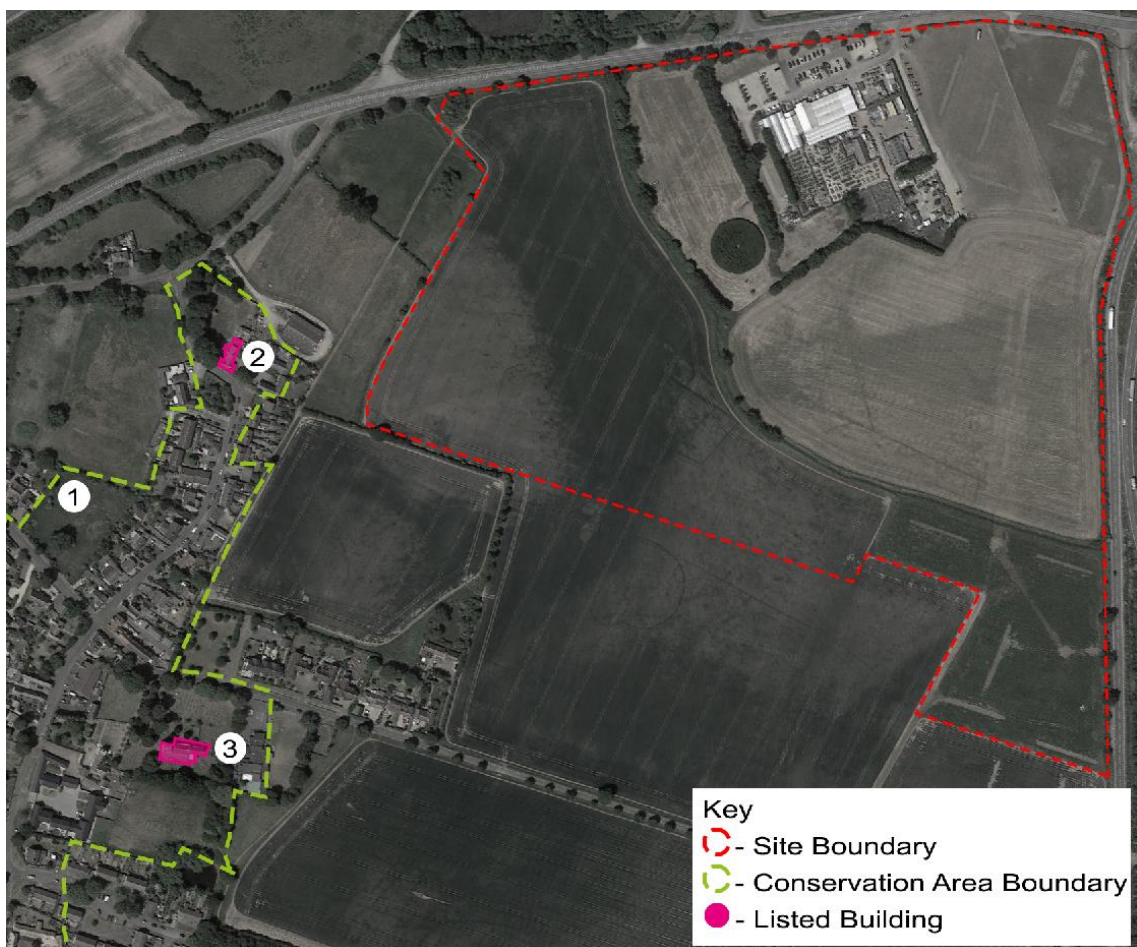 2
1
3
Key
- Site Boundary
- Conservation Area Boundary
- Listed Building